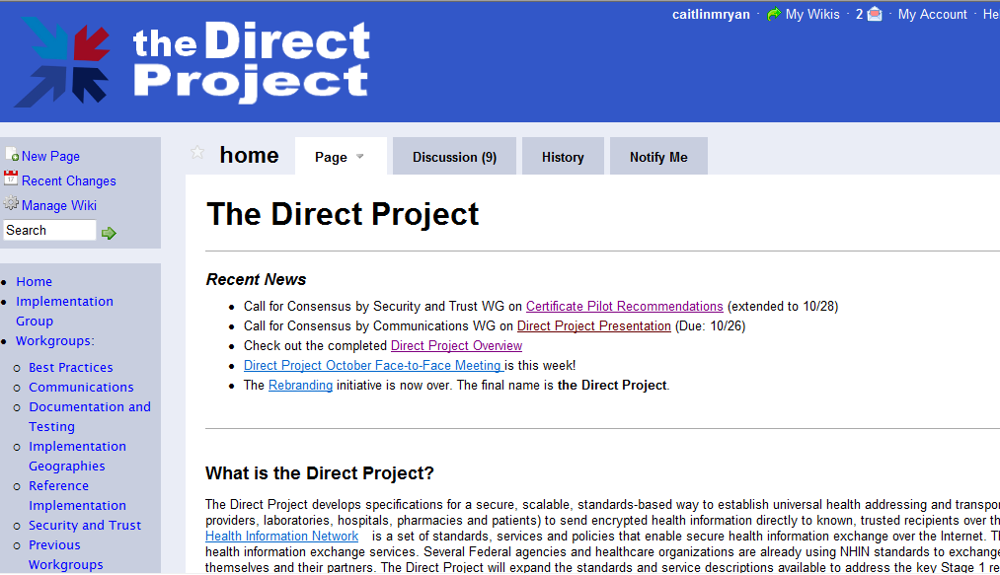 caitlinmryan · My Wikis · 2 · My Account · He
the Direct
Project
New Page
17
Recent Changes
Manage Wiki
Search
home
Page
Discussion (9)
History
Notify Me
Home
Implementation
Group
Workgroups:
Best Practices
Communications
Documentation and
Testing
Implementation
Geographies
Reference
Implementation
Security and Trust
Previous
Workgroups
The Direct Project
Recent News
Call for Consensus by Security and Trust WG on Certificate Pilot Recommendations (extended to 10/28)
Call for Consensus by Communications WG on Direct Project Presentation (Due: 10/26)
Check out the completed Direct Project Overview
Direct Project October Face-to-Face Meeting is this week!
The Rebranding initiative is now over. The final name is the Direct Project.
What is the Direct Project?
The Direct Project develops specifications for a secure, scalable, standards-based way to establish universal health addressing and transpo
providers, laboratories, hospitals, pharmacies and patients) to send encrypted health information directly to known, trusted recipients over th
Health Information Network is a set of standards, services and policies that enable secure health information exchange over the Internet. T
health information exchange services. Several Federal agencies and healthcare organizations are already using NHIN standards to exchange
themselves and their partners. The Direct Project will expand the standards and service descriptions available to address the key Stage 1 re